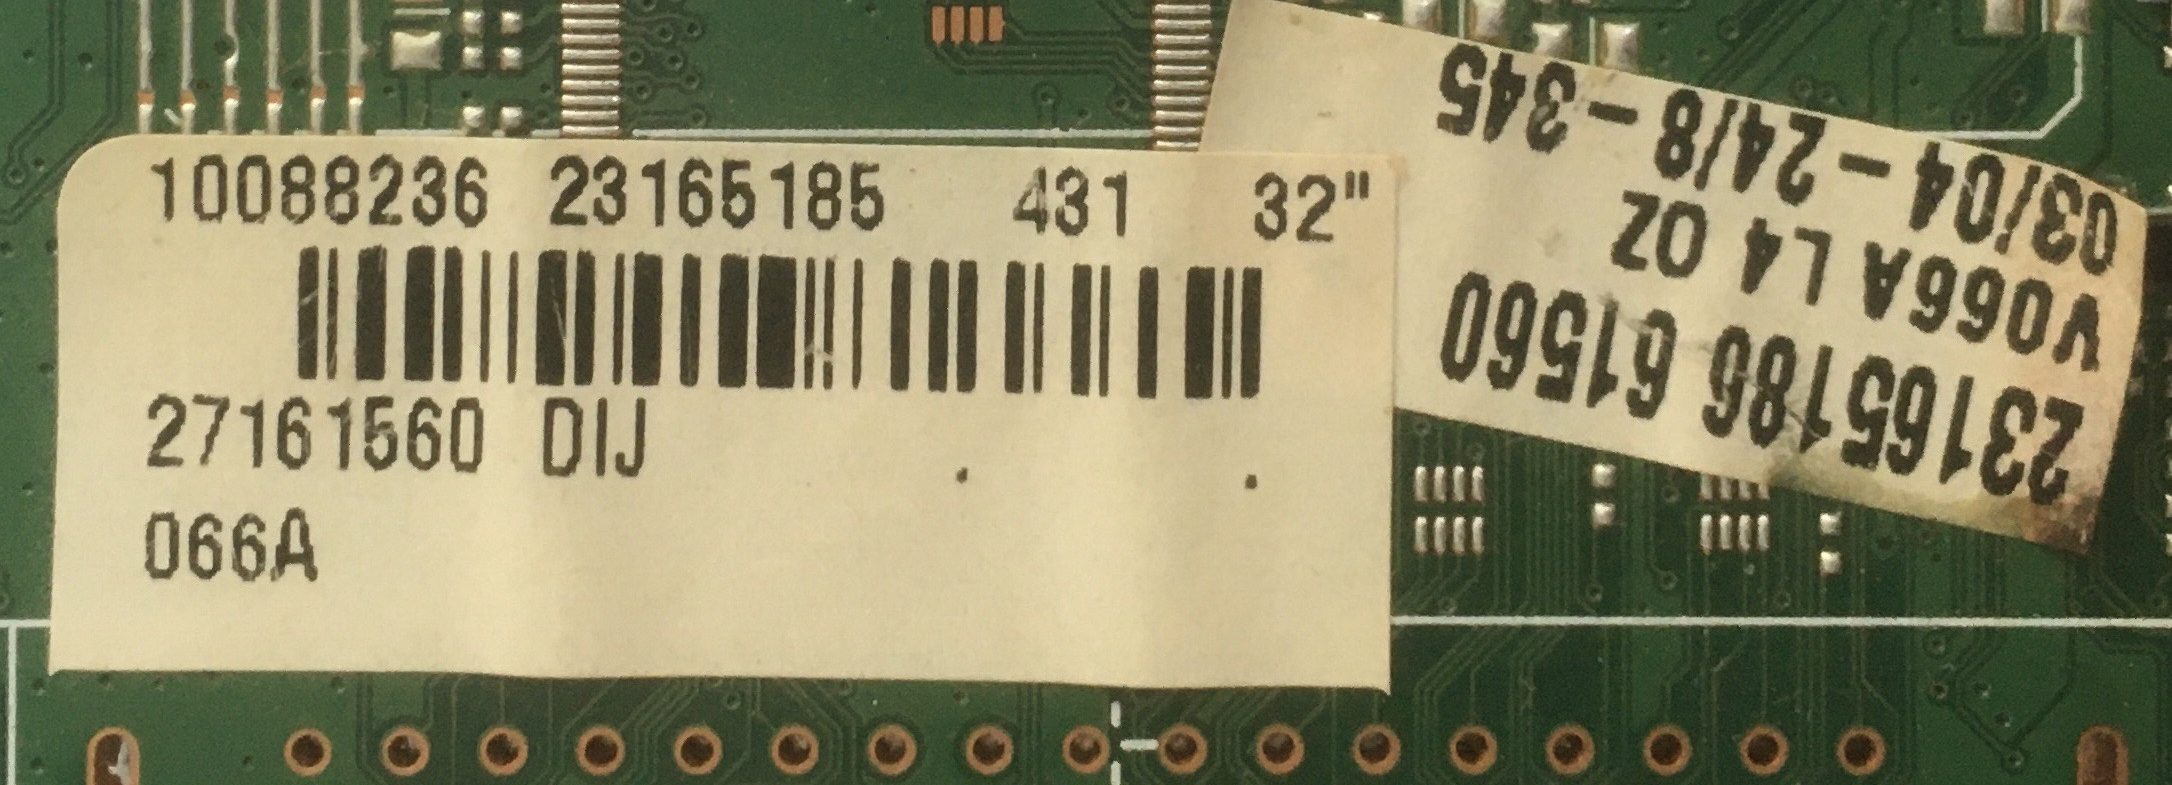 10088236 23165185 431 32"
27161560 DIJ
066A
23165186 61560
V066A L4 OZ
03/04-24/8-345